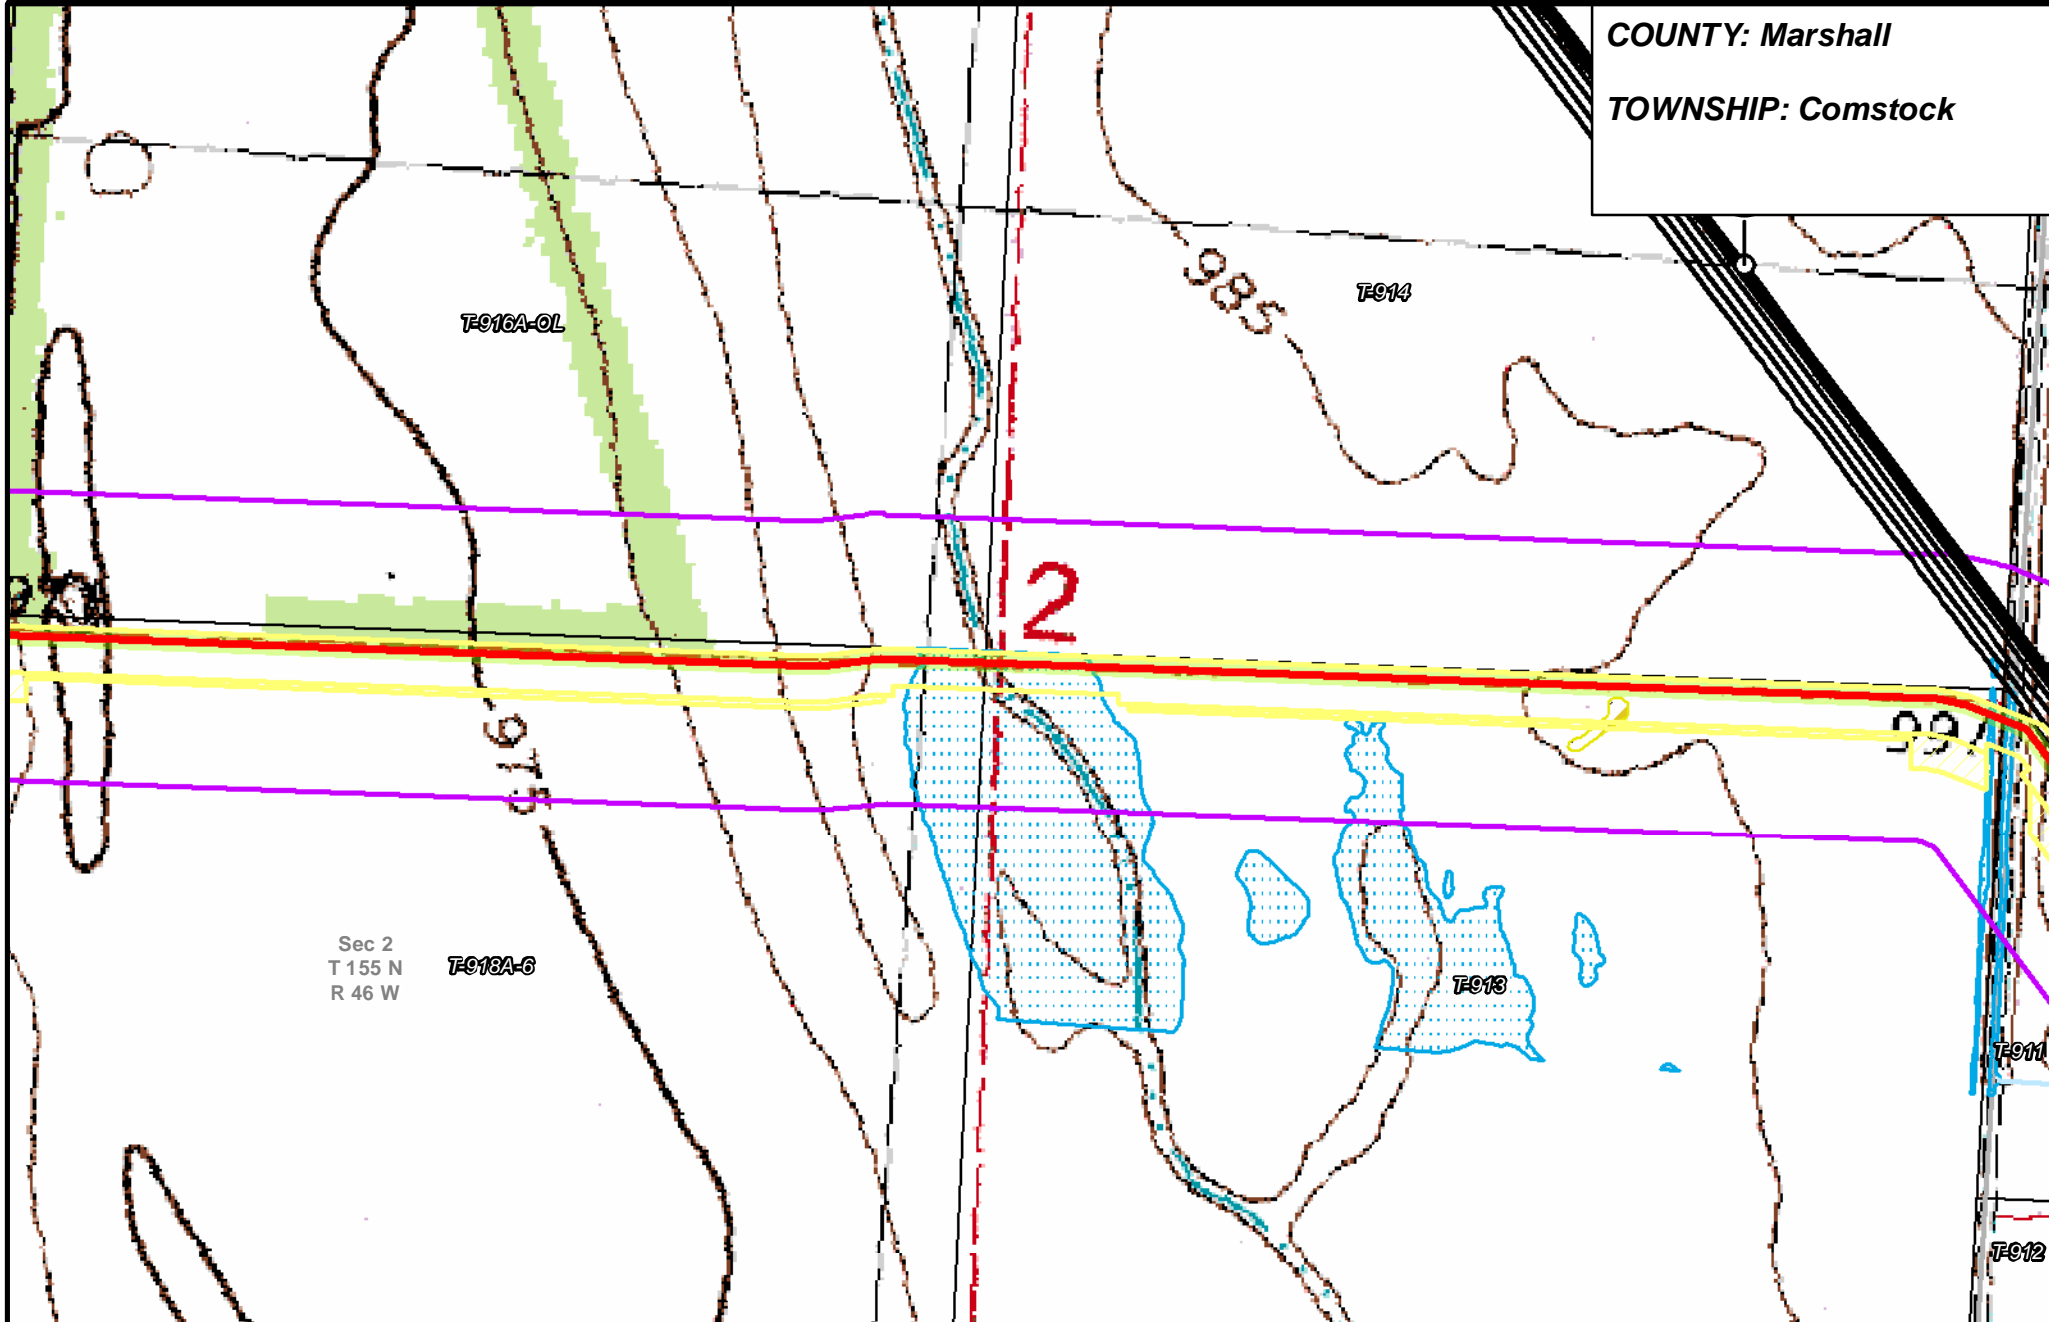 COUNTY: Marshall
TOWNSHIP: Comstock
985
T-914
T-916A-OL
2
975
Sec 2
T 155 N
R 46 W
T-918A-6
T-913
T-911
T-912